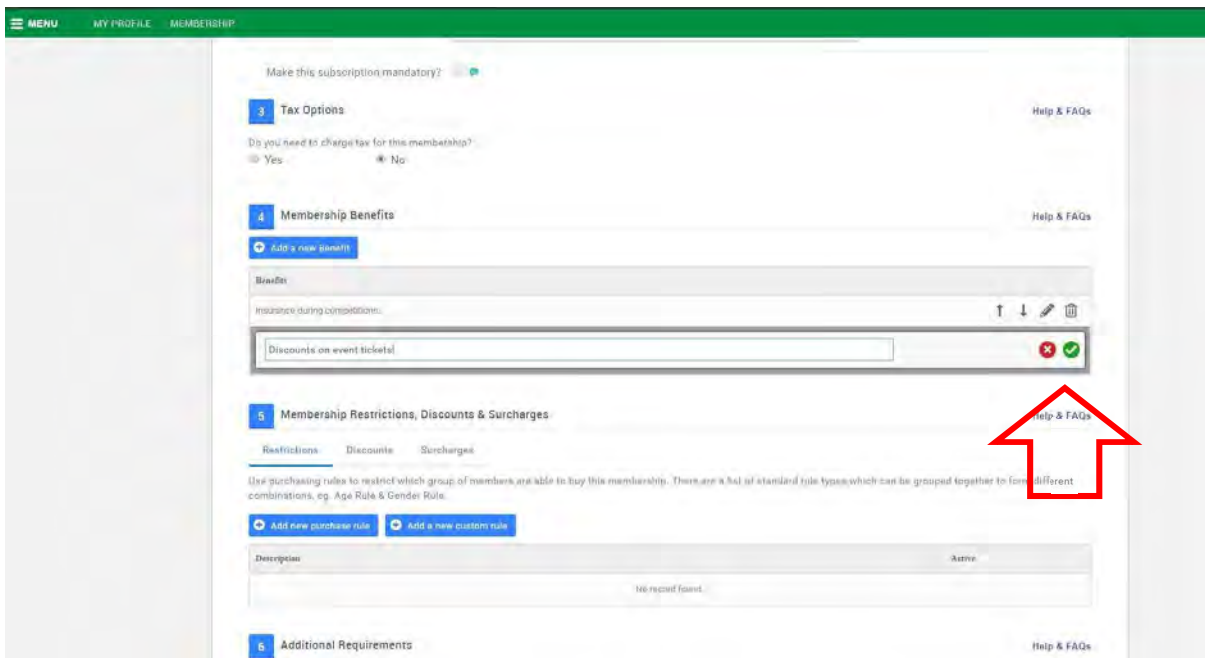 MENU MY PROFILE MEMBERSHIP
Make this subscription mandatory?
3 Tax Options Help & FAQs
Do you need to charge tax for this membership?
Yes No
4 Membership Benefits Help & FAQs
Add a new Benefit
Benefits
Insurance during competitions.
Discounts on event tickets!
5 Membership Restrictions, Discounts & Surcharges Help & FAQs
Restrictions Discounts Surcharges
Use purchasing rules to restrict which group of members are able to buy this membership. There are a list of standard rule types which can be grouped together to form different
combinations, eg. Age Rule & Gender Rule.
Add new purchase rule Add a new custom rule
Description Active
No record found.
6 Additional Requirements Help & FAQs